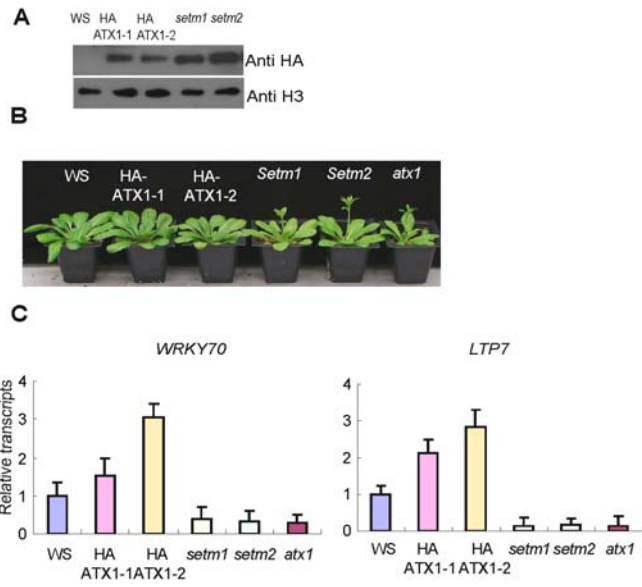 A
WS HA HA setm1 setm2
ATX1-1 ATX1-2
Anti HA
Anti H3
B
WS HA- HA- Setm1 Setm2 atx1
ATX1-1 ATX1-2
C
WRKY70
Relative transcripts
4
3
2
1
0
WS HA HA setm1 setm2 atx1
ATX1-1 ATX1-2
LTP7
4
3
2
1
0
WS HA HA setm1 setm2 atx1
ATX1-1 ATX1-2